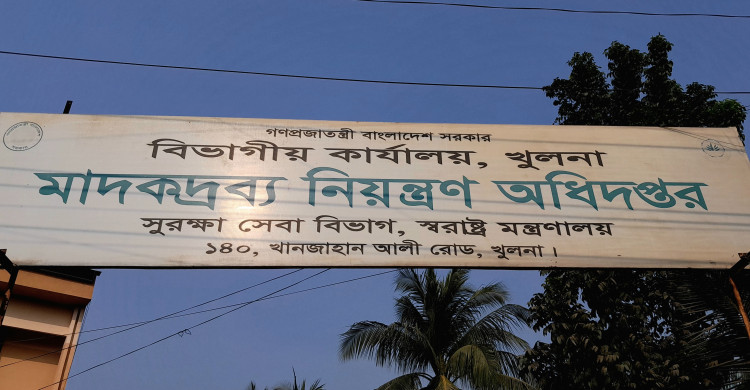 গণপ্রজাতন্ত্রী বাংলাদেশ সরকার
বিভাগীয় কার্যালয়, খুলনা
মাদকদ্রব্য নিয়ন্ত্রণ অধিদপ্তর
সুরক্ষা সেবা বিভাগ, স্বরাষ্ট্র মন্ত্রণালয়
১৪০, খানজাহান আলী রোড, খুলনা।